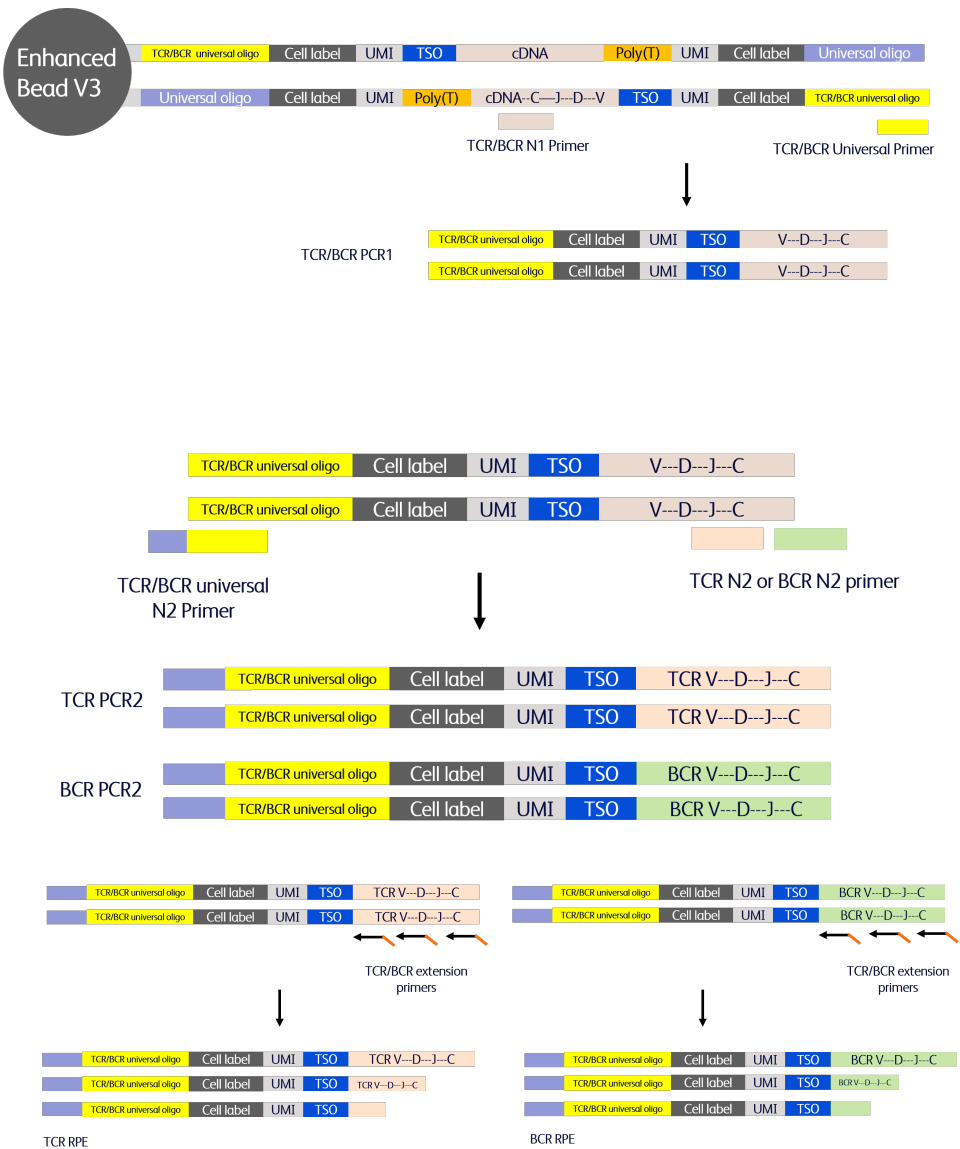 Enhanced
Bead V3
TCR/BCR universal oligo Cell label UMI TSO cDNA Poly(T) UMI Cell label Universal oligo
Universal oligo Cell label UMI Poly(T) cDNA--C—J---D---V TSO UMI Cell label TCR/BCR universal oligo
TCR/BCR N1 Primer
TCR/BCR Universal Primer
TCR/BCR PCR1
TCR/BCR universal oligo Cell label UMI TSO V---D---J---C
TCR/BCR universal oligo Cell label UMI TSO V---D---J---C
TCR/BCR universal oligo Cell label UMI TSO V---D---J---C
TCR/BCR universal oligo Cell label UMI TSO V---D---J---C
TCR/BCR universal
N2 Primer
TCR N2 or BCR N2 primer
TCR PCR2
TCR/BCR universal oligo Cell label UMI TSO TCR V---D---J---C
TCR/BCR universal oligo Cell label UMI TSO TCR V---D---J---C
BCR PCR2
TCR/BCR universal oligo Cell label UMI TSO BCR V---D---J---C
TCR/BCR universal oligo Cell label UMI TSO BCR V---D---J---C
TCR/BCR universal oligo Cell label UMI TSO TCR V---D---J---C
TCR/BCR universal oligo Cell label UMI TSO TCR V---D---J---C
TCR/BCR extension
primers
TCR/BCR universal oligo Cell label UMI TSO TCR V---D---J---C
TCR/BCR universal oligo Cell label UMI TSO TCR V---D---J---C
TCR/BCR universal oligo Cell label UMI TSO
TCR RPE
TCR/BCR universal oligo Cell label UMI TSO BCR V---D---J---C
TCR/BCR universal oligo Cell label UMI TSO BCR V---D---J---C
TCR/BCR extension
primers
TCR/BCR universal oligo Cell label UMI TSO BCR V---D---J---C
TCR/BCR universal oligo Cell label UMI TSO BCR V---D---J---C
TCR/BCR universal oligo Cell label UMI TSO
BCR RPE